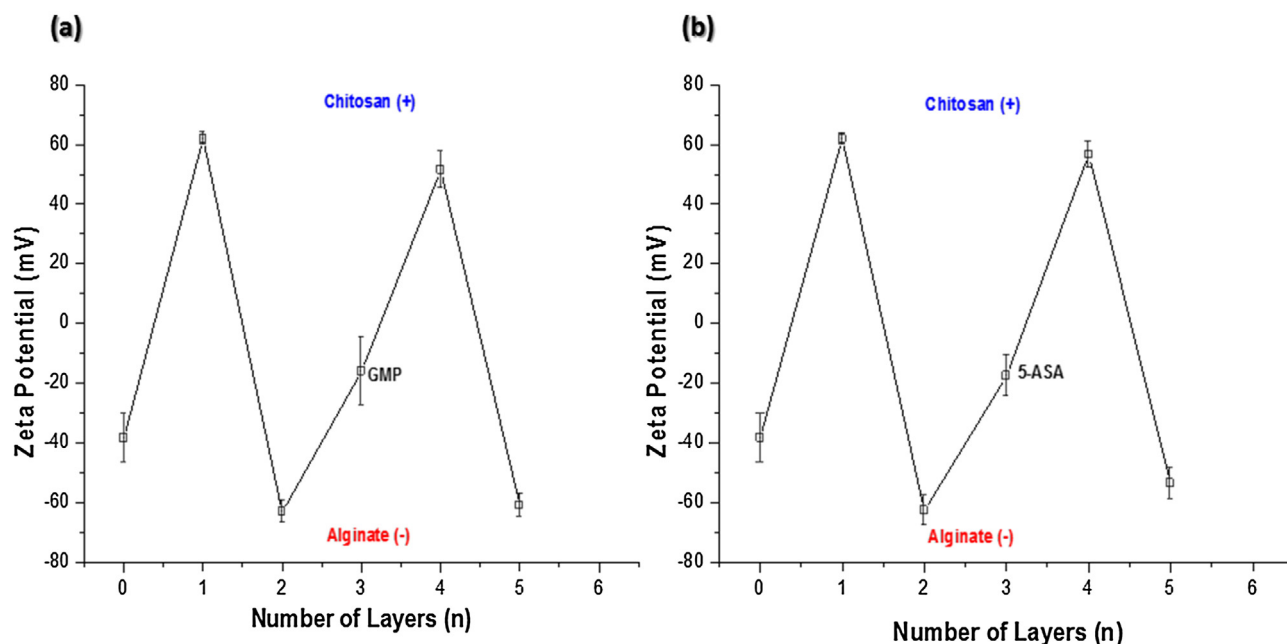 (a)
80
60
40
20
0
-20
-40
-60
-80
Zeta Potential (mV)
Chitosan (+)
GMP
Alginate (-)
0 1 2 3 4 5 6
Number of Layers (n)
(b)
80
60
40
20
0
-20
-40
-60
-80
Zeta Potential (mV)
Chitosan (+)
5-ASA
Alginate (-)
0 1 2 3 4 5 6
Number of Layers (n)